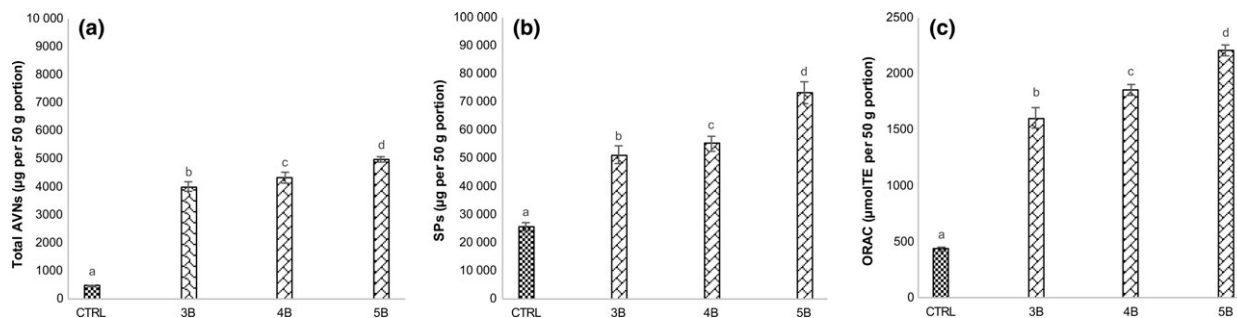 (a)
Total AVNs (µg per 50 g portion)
10 000
9000
8000
7000
6000
5000
4000
3000
2000
1000
0
a
b
c
d
CTRL 3B 4B 5B
(b)
SPs (µg per 50 g portion)
100 000
90 000
80 000
70 000
60 000
50 000
40 000
30 000
20 000
10 000
0
a
b
c
d
CTRL 3B 4B 5B
(c)
ORAC (µmolTE per 50 g portion)
2500
2000
1500
1000
500
0
a
b
c
d
CTRL 3B 4B 5B